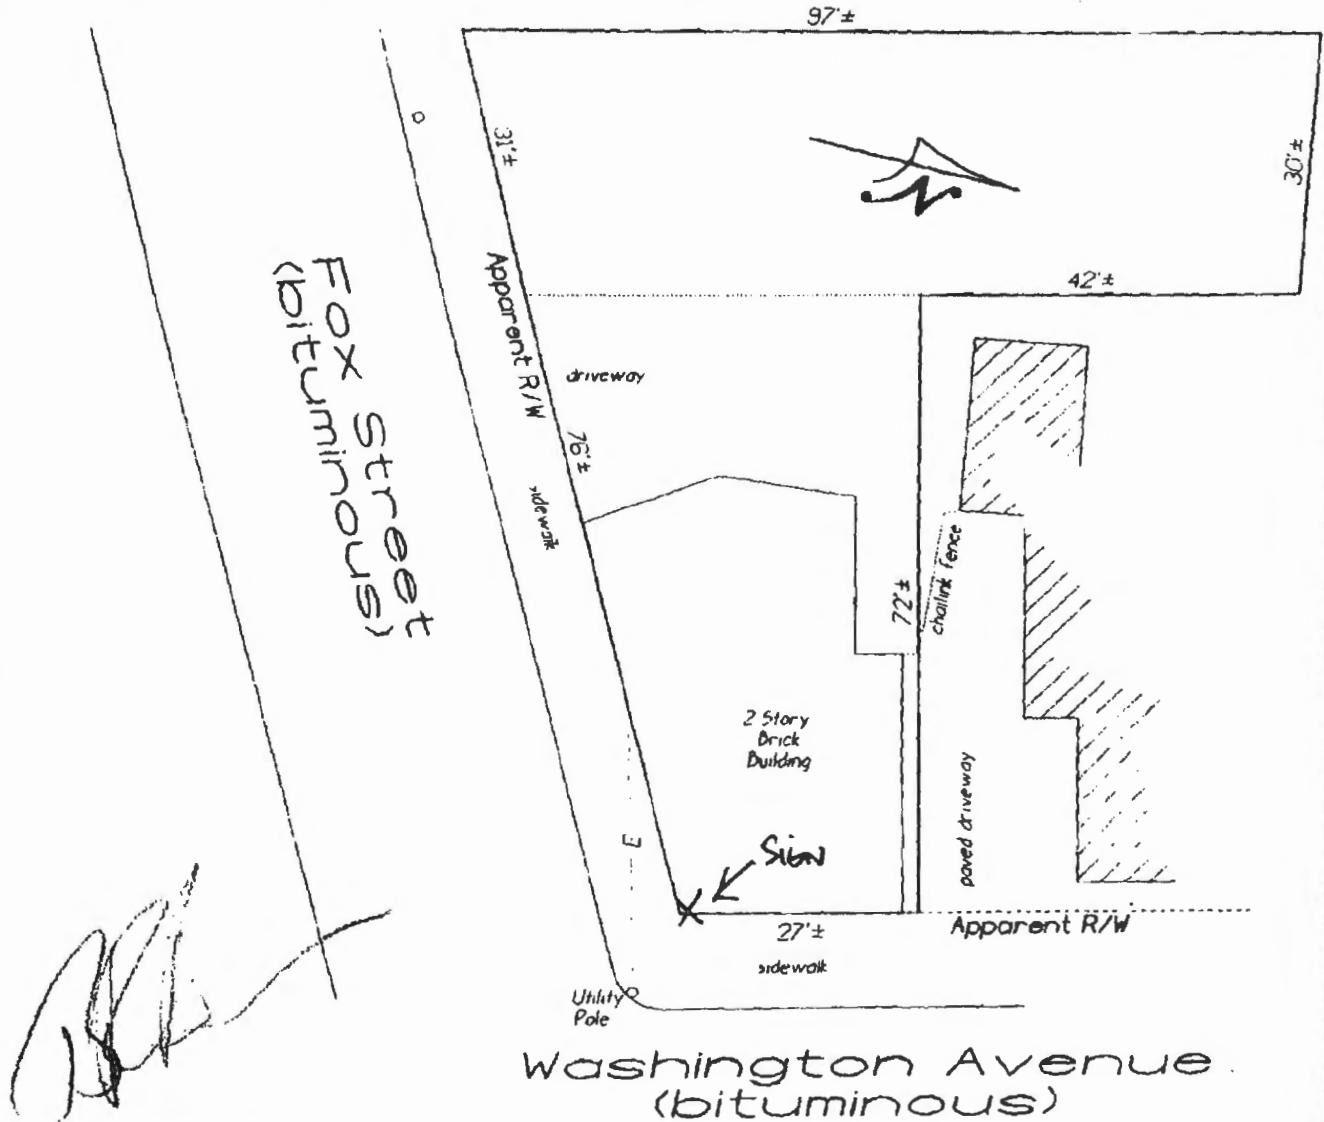 97'±
31'±
N
30'±
42'±
Apparent R/W
Fox Street
(bituminous)
driveway
76'±
sidewalk
72'±
chailink fence
2 Story
Brick
Building
paved driveway
E
SIGN
27'±
Apparent R/W
sidewalk
Utility
Pole
Washington Avenue
(bituminous)